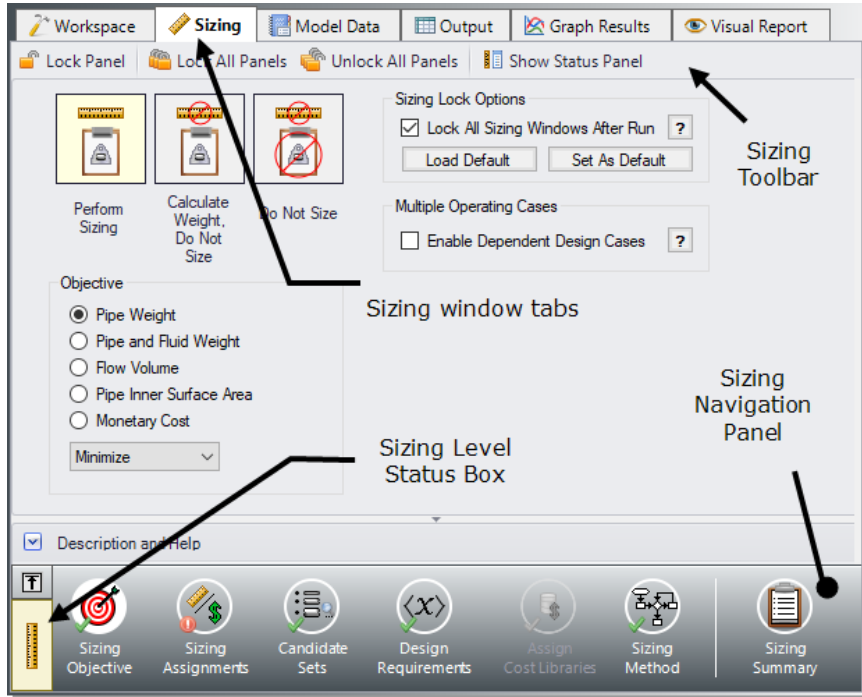 Workspace Sizing Model Data Output Graph Results Visual Report
Lock Panel Lock All Panels Unlock All Panels Show Status Panel
Sizing Lock Options
Lock All Sizing Windows After Run ?
Load Default Set As Default
Sizing
Toolbar
Perform
Sizing
Calculate
Weight,
Do Not
Size
Do Not Size
Multiple Operating Cases
Enable Dependent Design Cases ?
Objective
Pipe Weight
Pipe and Fluid Weight
Flow Volume
Pipe Inner Surface Area
Monetary Cost
Minimize
Sizing window tabs
Sizing
Navigation
Panel
Sizing Level
Status Box
Description and Help
Sizing
Objective
Sizing
Assignments
Candidate
Sets
Design
Requirements
Assign
Cost Libraries
Sizing
Method
Sizing
Summary